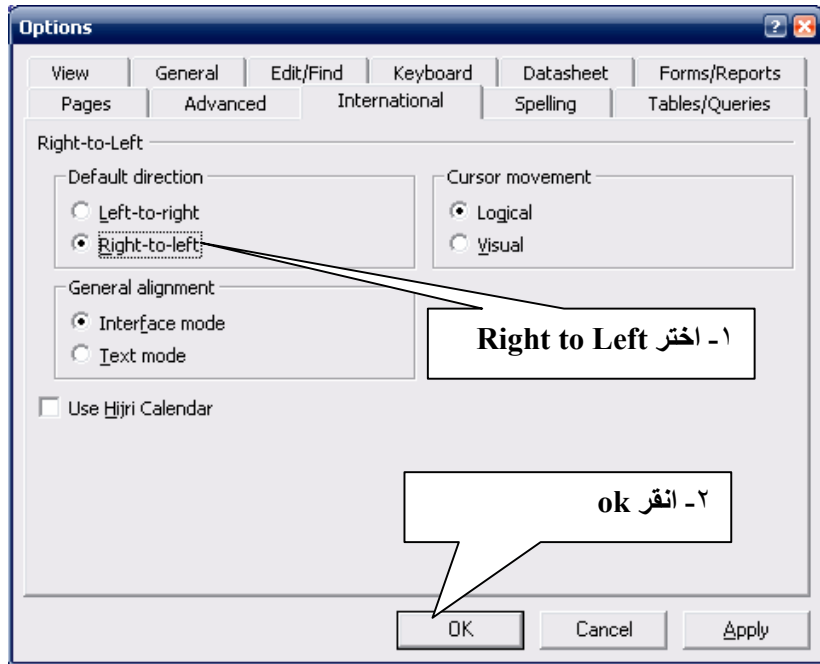 Options
View General Edit/Find Keyboard Datasheet Forms/Reports
Pages Advanced International Spelling Tables/Queries
Right-to-Left
Default direction
Left-to-right
Right-to-left
Cursor movement
Logical
Visual
General alignment
Interface mode
Text mode
١- اختر Right to Left
Use Hijri Calendar
٢- انقر ok
OK Cancel Apply